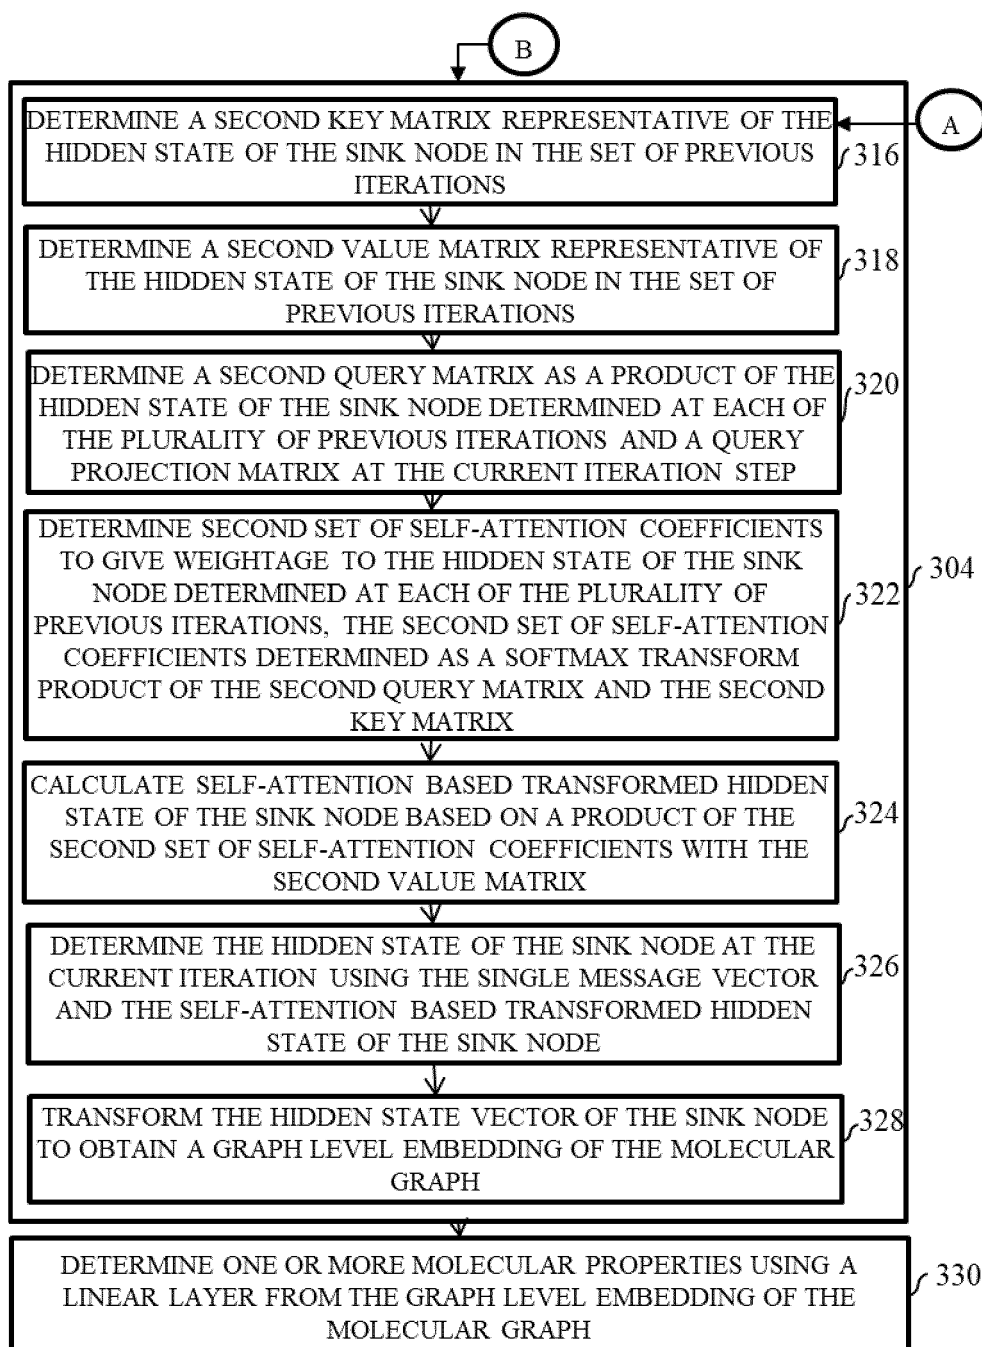 B
A
DETERMINE A SECOND KEY MATRIX REPRESENTATIVE OF THE
HIDDEN STATE OF THE SINK NODE IN THE SET OF PREVIOUS
ITERATIONS
316
DETERMINE A SECOND VALUE MATRIX REPRESENTATIVE OF
THE HIDDEN STATE OF THE SINK NODE IN THE SET OF
PREVIOUS ITERATIONS
318
DETERMINE A SECOND QUERY MATRIX AS A PRODUCT OF THE
HIDDEN STATE OF THE SINK NODE DETERMINED AT EACH OF
THE PLURALITY OF PREVIOUS ITERATIONS AND A QUERY
PROJECTION MATRIX AT THE CURRENT ITERATION STEP
320
DETERMINE SECOND SET OF SELF-ATTENTION COEFFICIENTS
TO GIVE WEIGHTAGE TO THE HIDDEN STATE OF THE SINK
NODE DETERMINED AT EACH OF THE PLURALITY OF
PREVIOUS ITERATIONS, THE SECOND SET OF SELF-ATTENTION
COEFFICIENTS DETERMINED AS A SOFTMAX TRANSFORM
PRODUCT OF THE SECOND QUERY MATRIX AND THE SECOND
KEY MATRIX
322
304
CALCULATE SELF-ATTENTION BASED TRANSFORMED HIDDEN
STATE OF THE SINK NODE BASED ON A PRODUCT OF THE
SECOND SET OF SELF-ATTENTION COEFFICIENTS WITH THE
SECOND VALUE MATRIX
324
DETERMINE THE HIDDEN STATE OF THE SINK NODE AT THE
CURRENT ITERATION USING THE SINGLE MESSAGE VECTOR
AND THE SELF-ATTENTION BASED TRANSFORMED HIDDEN
STATE OF THE SINK NODE
326
TRANSFORM THE HIDDEN STATE VECTOR OF THE SINK NODE
TO OBTAIN A GRAPH LEVEL EMBEDDING OF THE MOLECULAR
GRAPH
328
DETERMINE ONE OR MORE MOLECULAR PROPERTIES USING A
LINEAR LAYER FROM THE GRAPH LEVEL EMBEDDING OF THE
MOLECULAR GRAPH
330